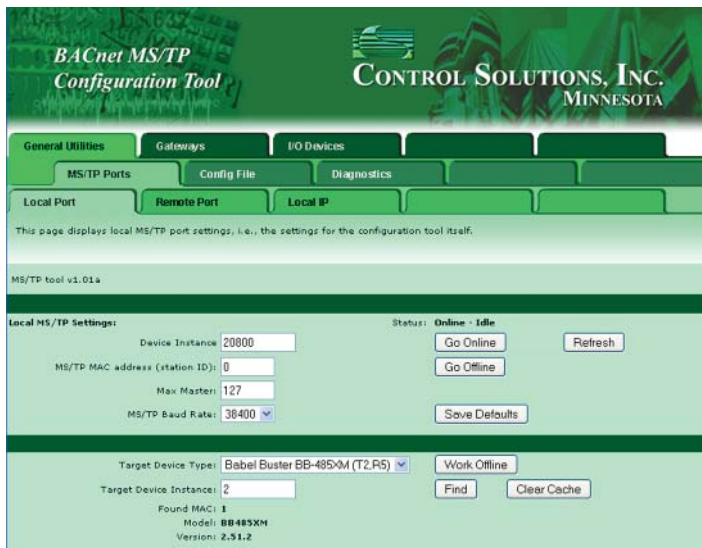 BACnet MS/TP
Configuration Tool
CONTROL SOLUTIONS, INC.
MINNESOTA
General Utilities Gateways I/O Devices
MS/TP Ports Config File Diagnostics
Local Port Remote Port Local IP
This page displays local MS/TP port settings, i.e., the settings for the configuration tool itself.
MS/TP tool v1.01a
Local MS/TP Settings: Status: Online - Idle
Device Instance 20800 Go Online Refresh
MS/TP MAC address (station ID): 0 Go Offline
Max Master: 127
MS/TP Baud Rate: 38400 Save Defaults
Target Device Type: Babel Buster BB-485XM (T2,R5) Work Offline
Target Device Instance: 2 Find Clear Cache
Found MAC: 1
Model: BB485XM
Version: 2.51.2